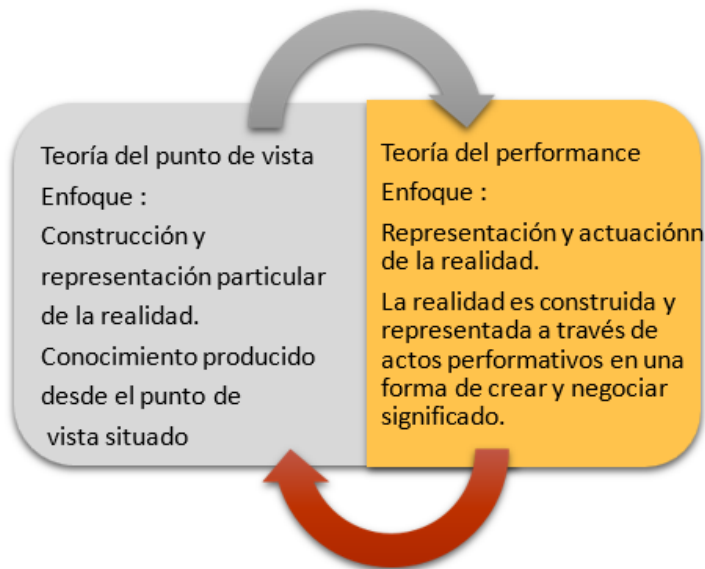 Teoría del punto de vista
Enfoque :
Construcción y
representación particular
de la realidad.
Conocimiento producido
desde el punto de
vista situado
Teoría del performance
Enfoque :
Representación y actuaciónn
de la realidad.
La realidad es construida y
representada a través de
actos performativos en una
forma de crear y negociar
significado.